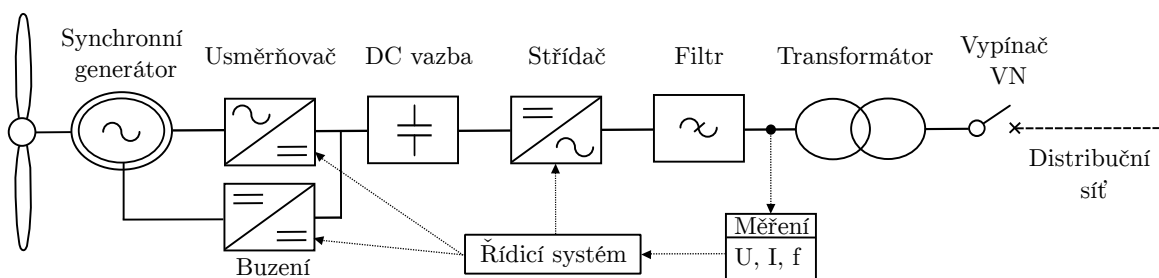 Synchronní
generátor
Usměrňovač
DC vazba
Střídač
Filtr
Transformátor
Vypínač
VN
Distribuční
síť
Měření
U, I, f
Řídicí systém
Buzení